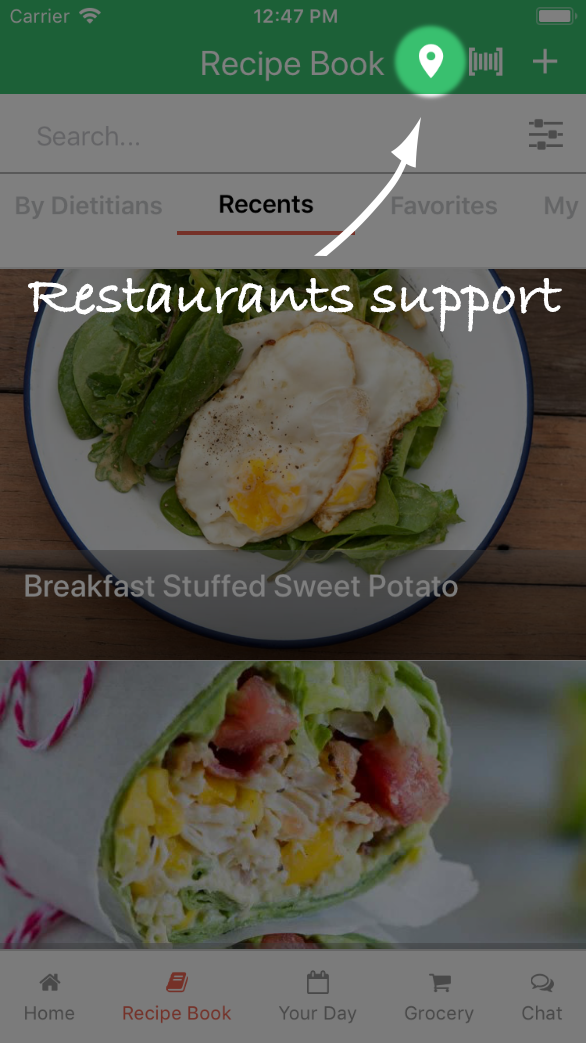 Carrier 12:47 PM
Recipe Book
Search...
By Dietitians Recents Favorites My
Restaurants support
Breakfast Stuffed Sweet Potato
Home Recipe Book Your Day Grocery Chat